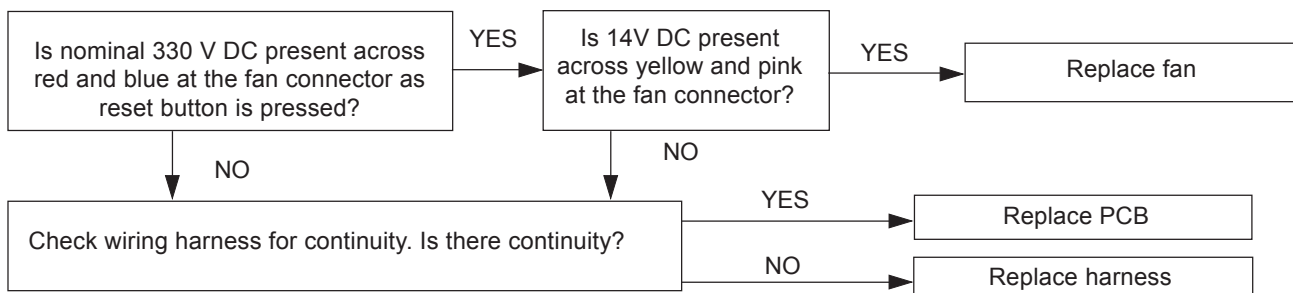 Is nominal 330 V DC present across
red and blue at the fan connector as
reset button is pressed?
YES
Is 14V DC present
across yellow and pink
at the fan connector?
YES
Replace fan
NO
NO
Check wiring harness for continuity. Is there continuity?
YES
Replace PCB
NO
Replace harness